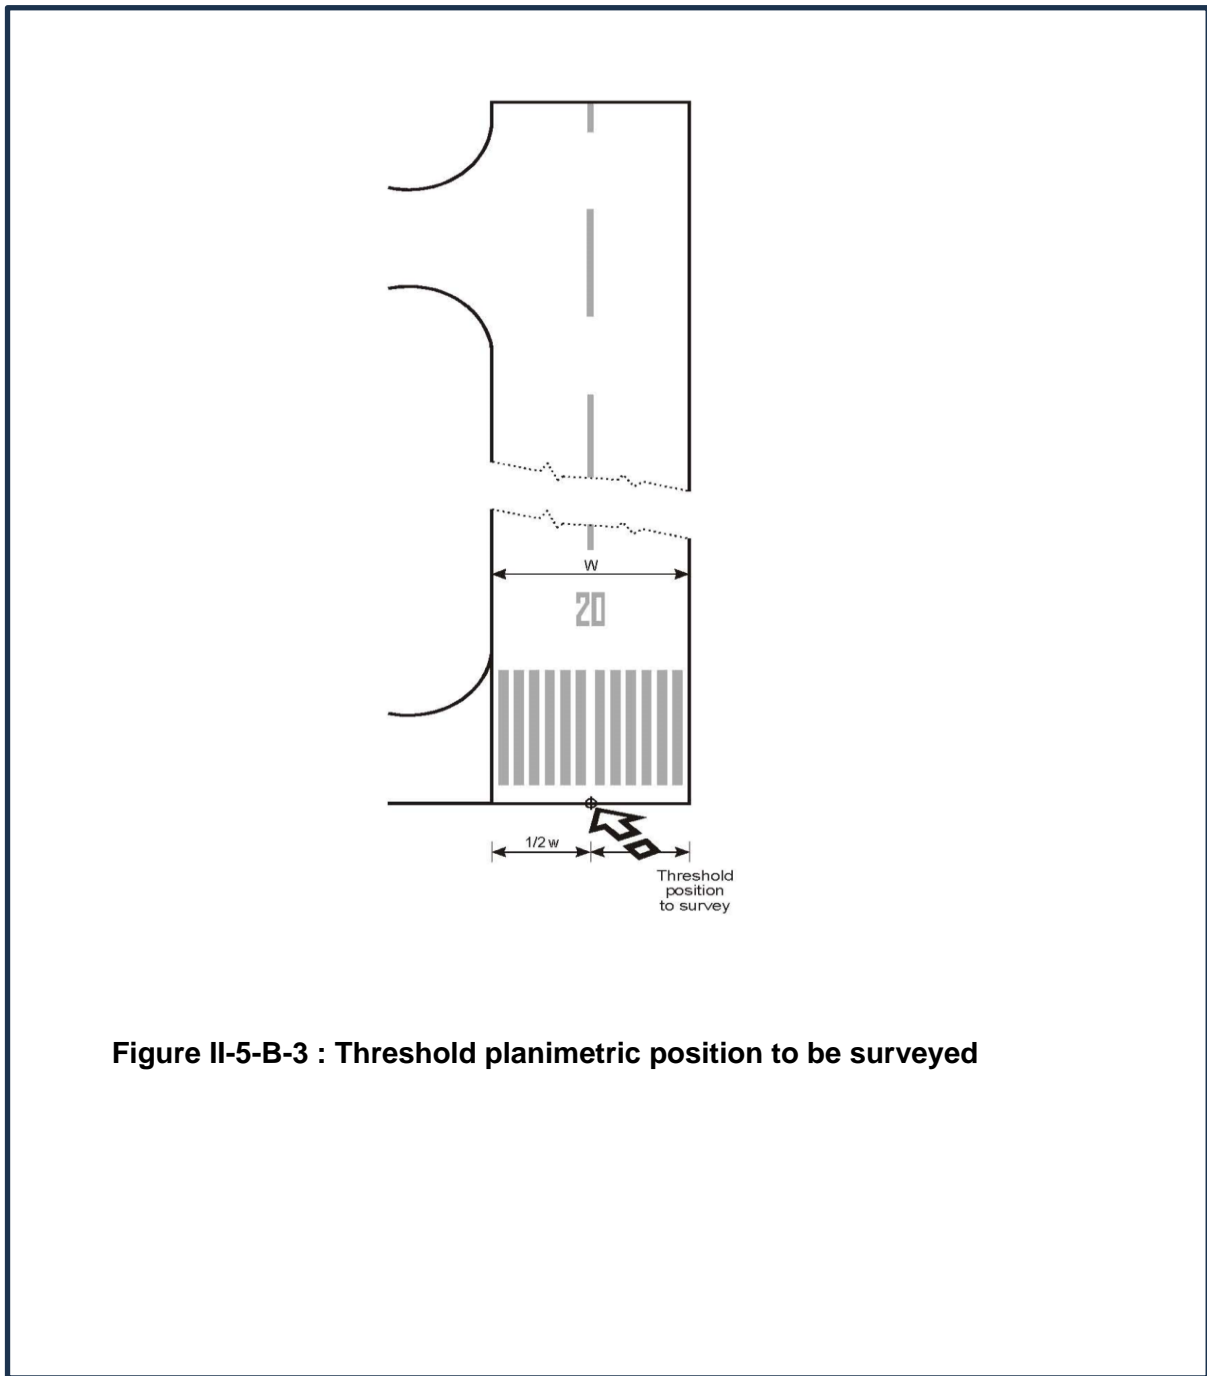 W
20
1/2 w
Threshold
position
to survey
Figure II-5-B-3 : Threshold planimetric position to be surveyed